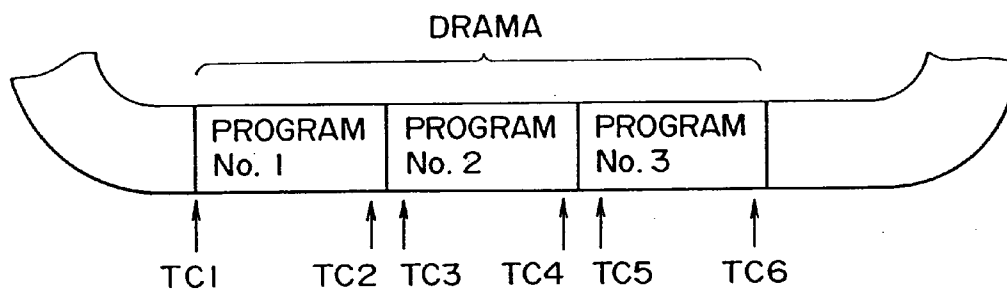 DRAMA
PROGRAM
No. 1
PROGRAM
No. 2
PROGRAM
No. 3
TC1
TC2
TC3
TC4
TC5
TC6